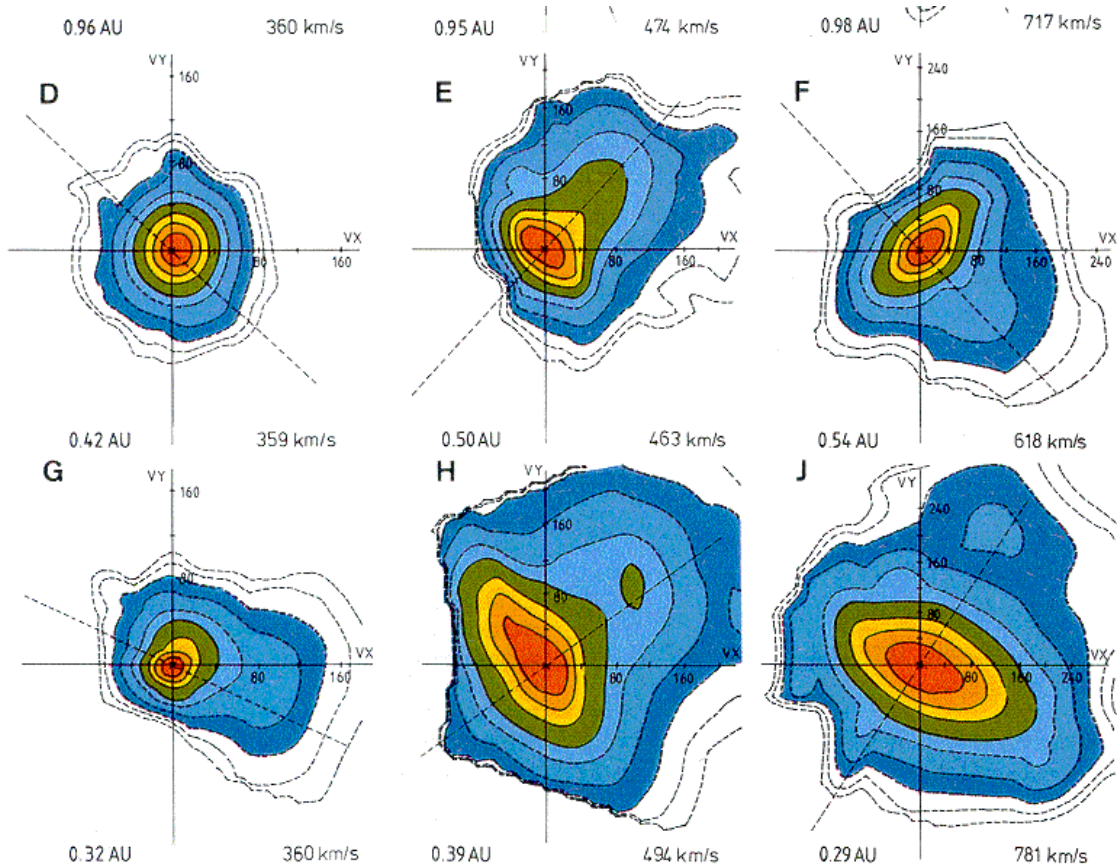 0.96 AU 360 km/s 0.95 AU 474 km/s 0.98 AU 717 km/s
D VY 160 E VY 160 F VY 240
160
80 80 80
VX VX VX
80 160 80 160 80 160 240
0.42 AU 359 km/s 0.50 AU 463 km/s 0.54 AU 618 km/s
G VY 160 H VY J VY 240
160 160
80 80 80
VX VX VX
80 160 80 160 80 160 240
0.32 AU 360 km/s 0.39 AU 494 km/s 0.29 AU 781 km/s